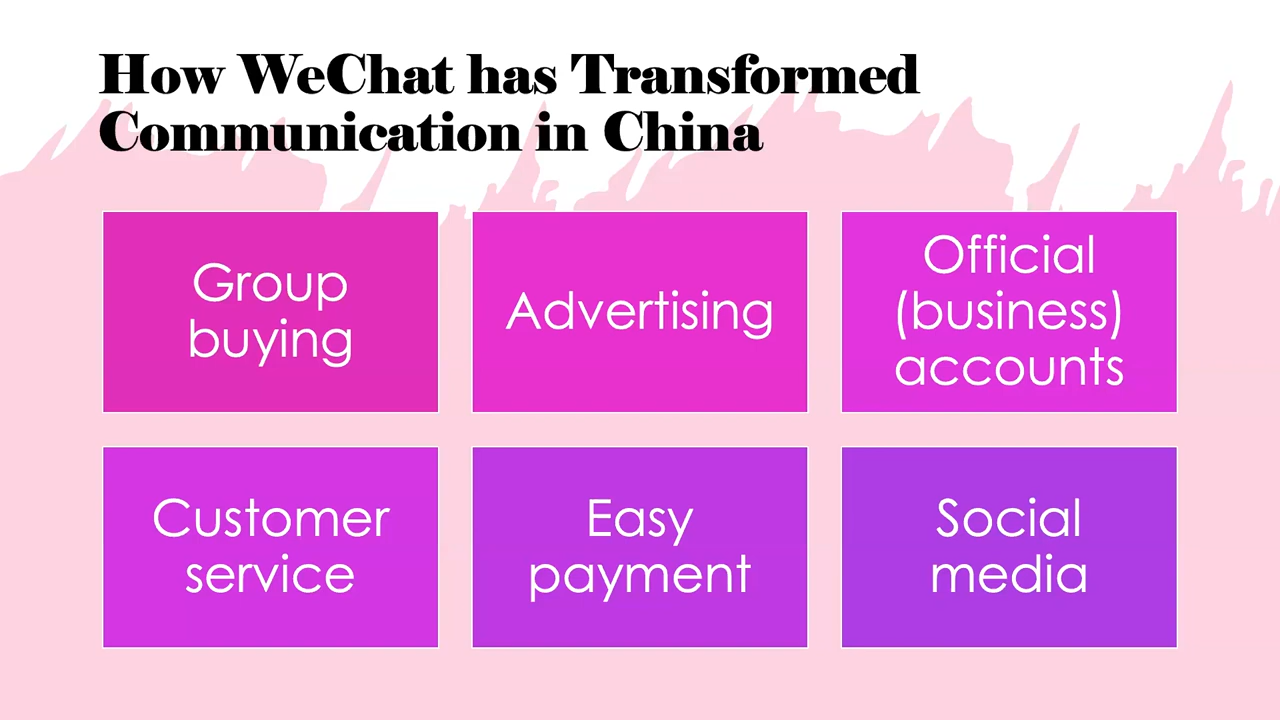 How WeChat has Transformed
Communication in China
Group
buying
Advertising
Official
(business)
accounts
Customer
service
Easy
payment
Social
media